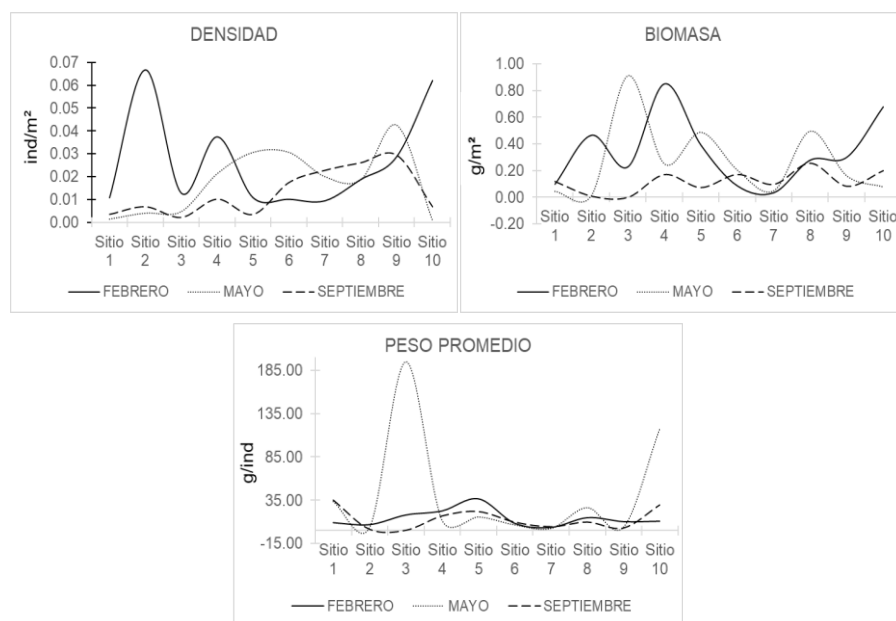 DENSIDAD
0.07
0.06
0.05
0.04
0.03
0.02
0.01
0.00
ind/m²
Sitio Sitio Sitio Sitio Sitio Sitio Sitio Sitio Sitio Sitio
1 2 3 4 5 6 7 8 9 10
FEBRERO MAYO SEPTIEMBRE
BIOMASA
1.00
0.80
0.60
0.40
0.20
0.00
-0.20
g/m²
Sitio Sitio Sitio Sitio Sitio Sitio Sitio Sitio Sitio Sitio
1 2 3 4 5 6 7 8 9 10
FEBRERO MAYO SEPTIEMBRE
PESO PROMEDIO
185.00
135.00
85.00
35.00
-15.00
g/ind
Sitio Sitio Sitio Sitio Sitio Sitio Sitio Sitio Sitio Sitio
1 2 3 4 5 6 7 8 9 10
FEBRERO MAYO SEPTIEMBRE